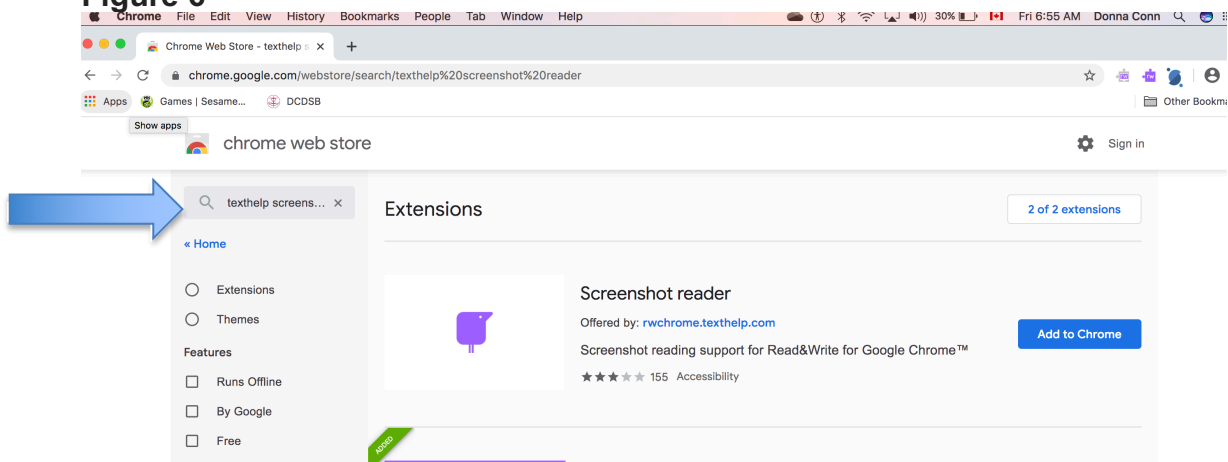 Figure 6
Chrome File Edit View History Bookmarks People Tab Window Help 30% Fri 6:55 AM Donna Conn
Chrome Web Store - texthelp s
chrome.google.com/webstore/search/texthelp%20screenshot%20reader
Apps Games | Sesame... DCDSB Other Bookma
Show apps
chrome web store Sign in
texthelp screens... Extensions 2 of 2 extensions
« Home
Extensions Screenshot reader
Themes Offered by: rwchrome.texthelp.com Add to Chrome
Features Screenshot reading support for Read&Write for Google Chrome™
Runs Offline 155 Accessibility
By Google
Free ADDED